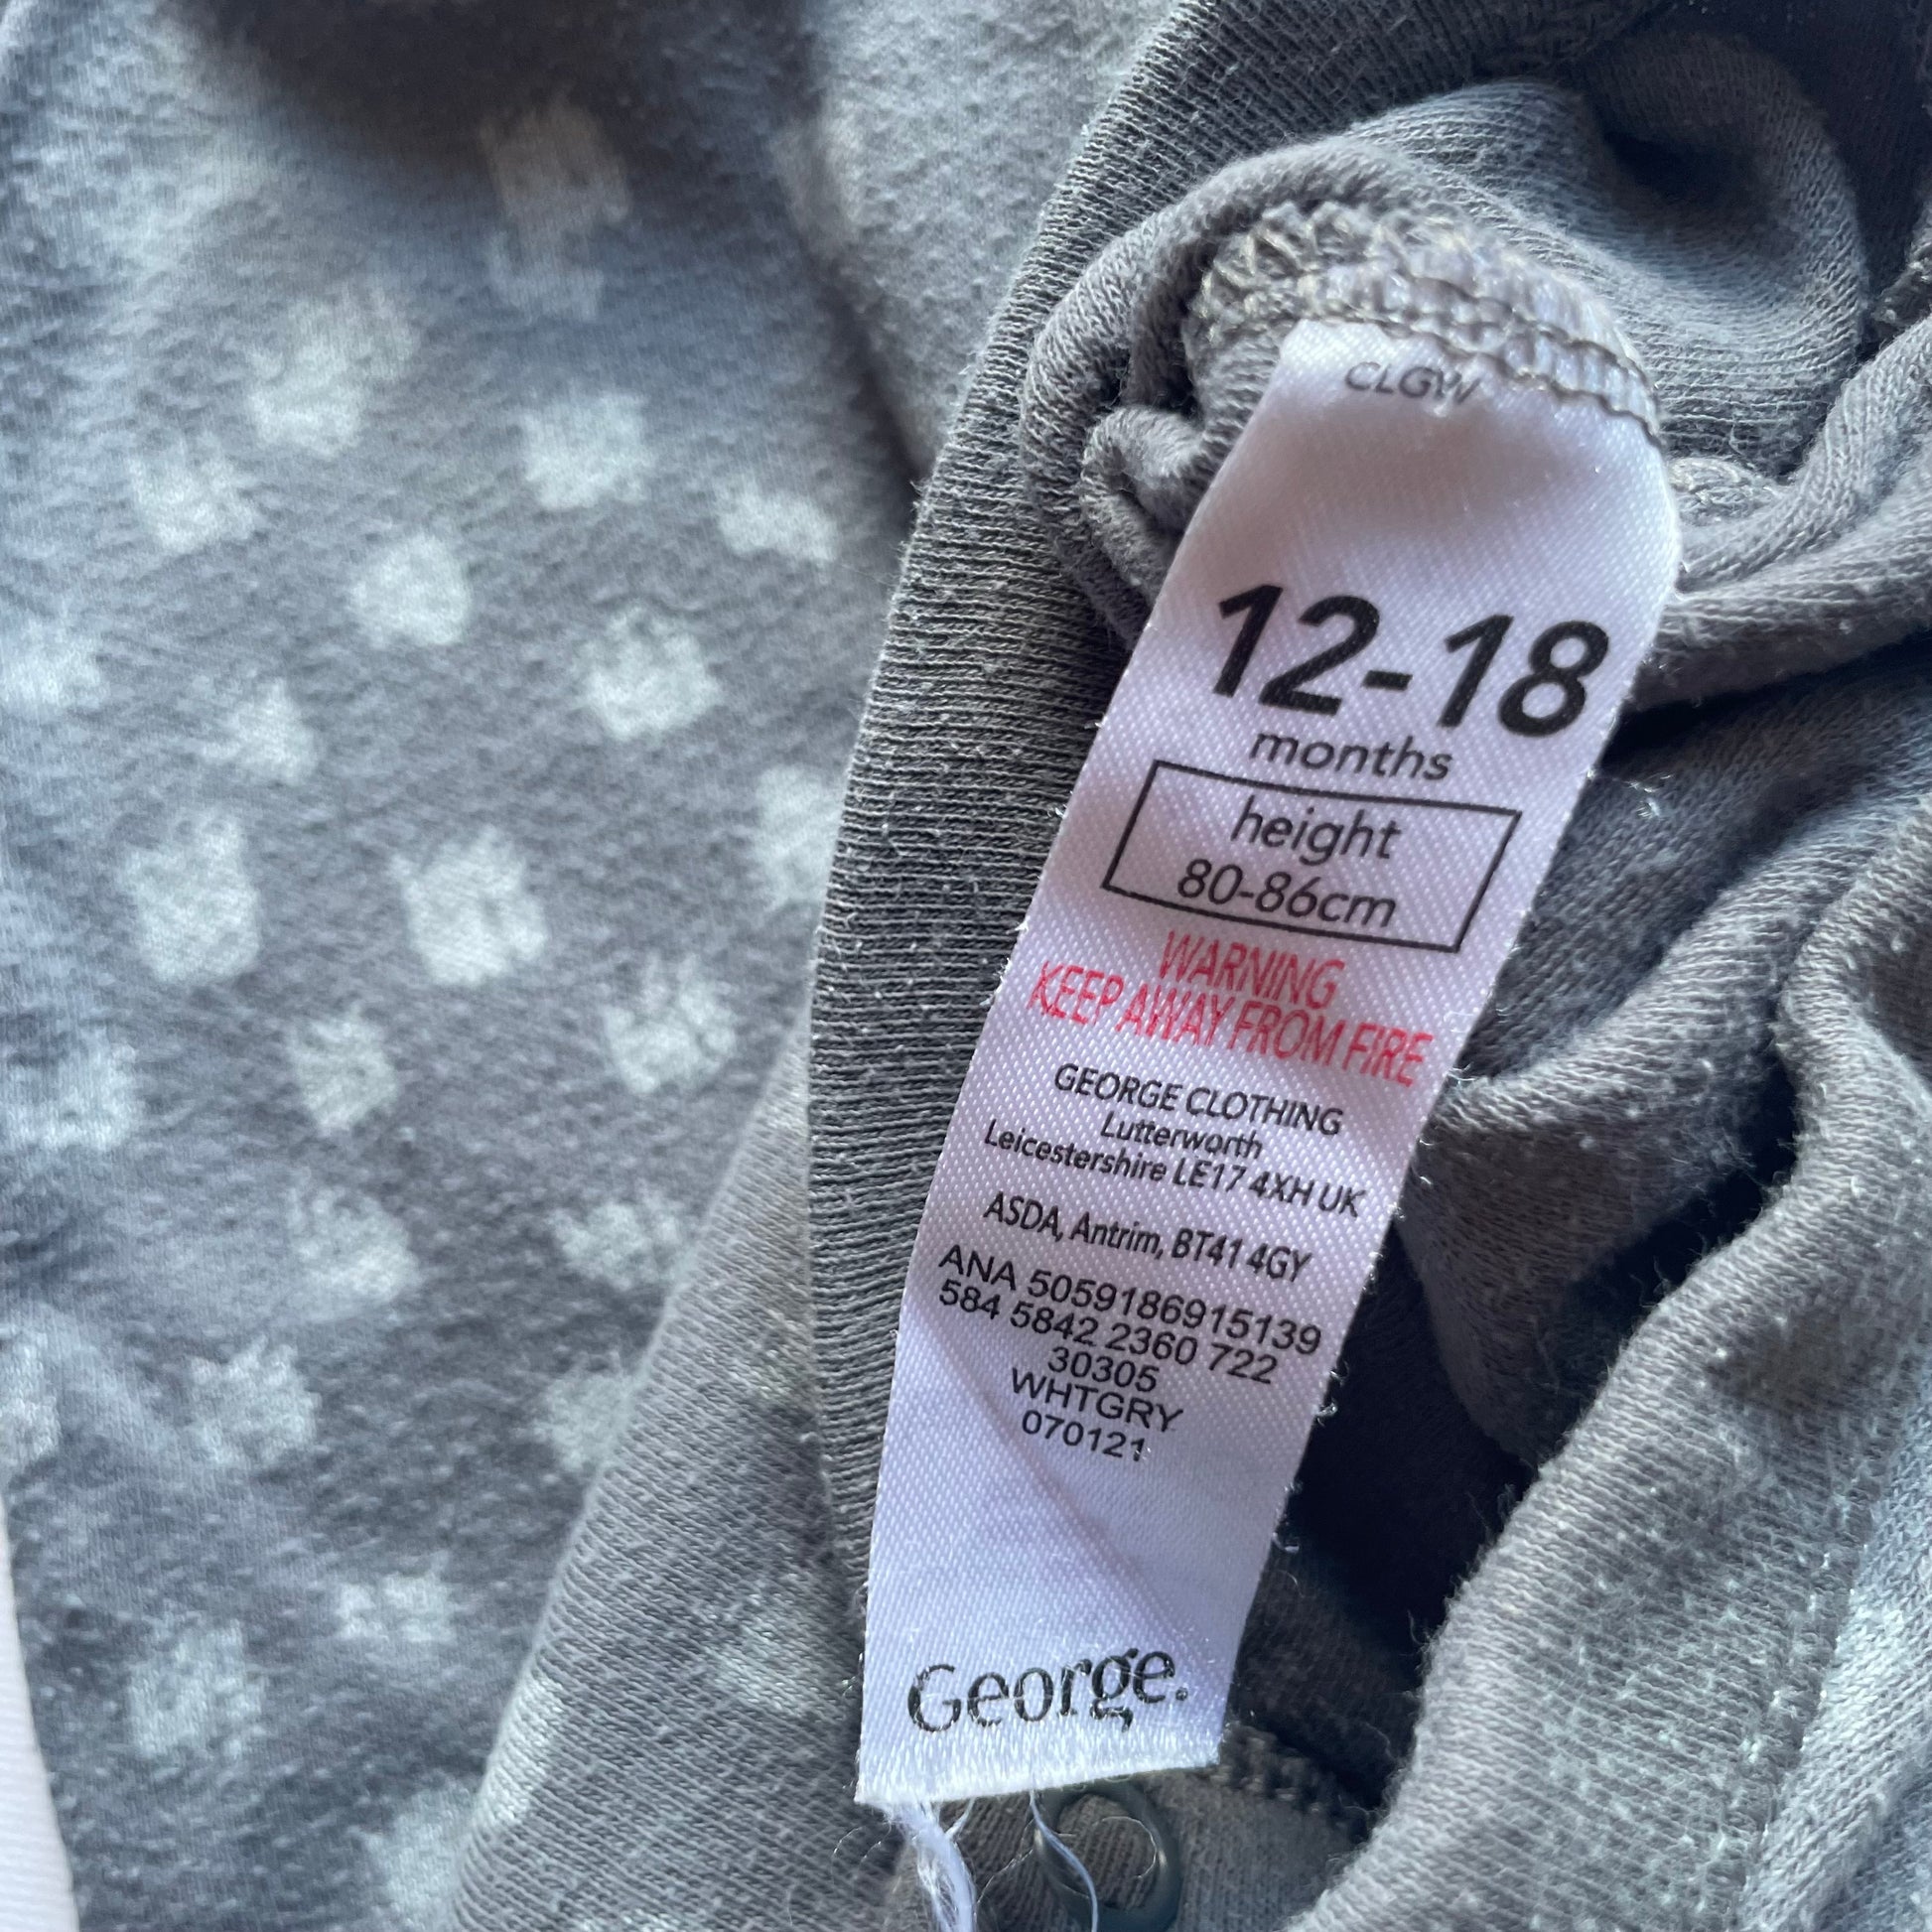 CLGW
12-18
months
height
80-86cm
WARNING
KEEP AWAY FROM FIRE
GEORGE CLOTHING
Lutterworth
Leicestershire LE17 4XH UK
ASDA, Antrim, BT41 4GY
ANA 5059186915139
584 5842 2360 722
30305
WHTGRY
070121
George.